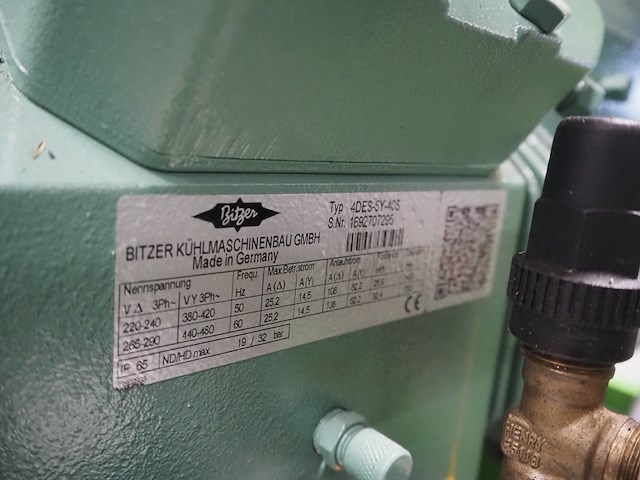 Bitzer
Typ 4DES-5Y-40S
S.Nr. 1692707295
BITZER KÜHLMASCHINENBAU GMBH
Made in Germany
Nennspannung Frequ. Max.Betr.strom Anlaufstrom
V Δ 3Ph~ V Y 3Ph~ Hz A (Δ) A (Y) A (Δ) A (Y)
220-240 380-420 50 25,2 14,5 108 62,2
265-290 440-480 60 25,2 14,5 108 62,2
IP 65 ND/HD max. 19 / 32 bar CE
HENRY